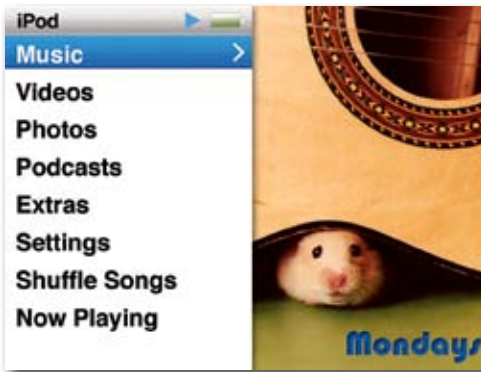 iPod
Music
Videos
Photos
Podcasts
Extras
Settings
Shuffle Songs
Now Playing
Mondays